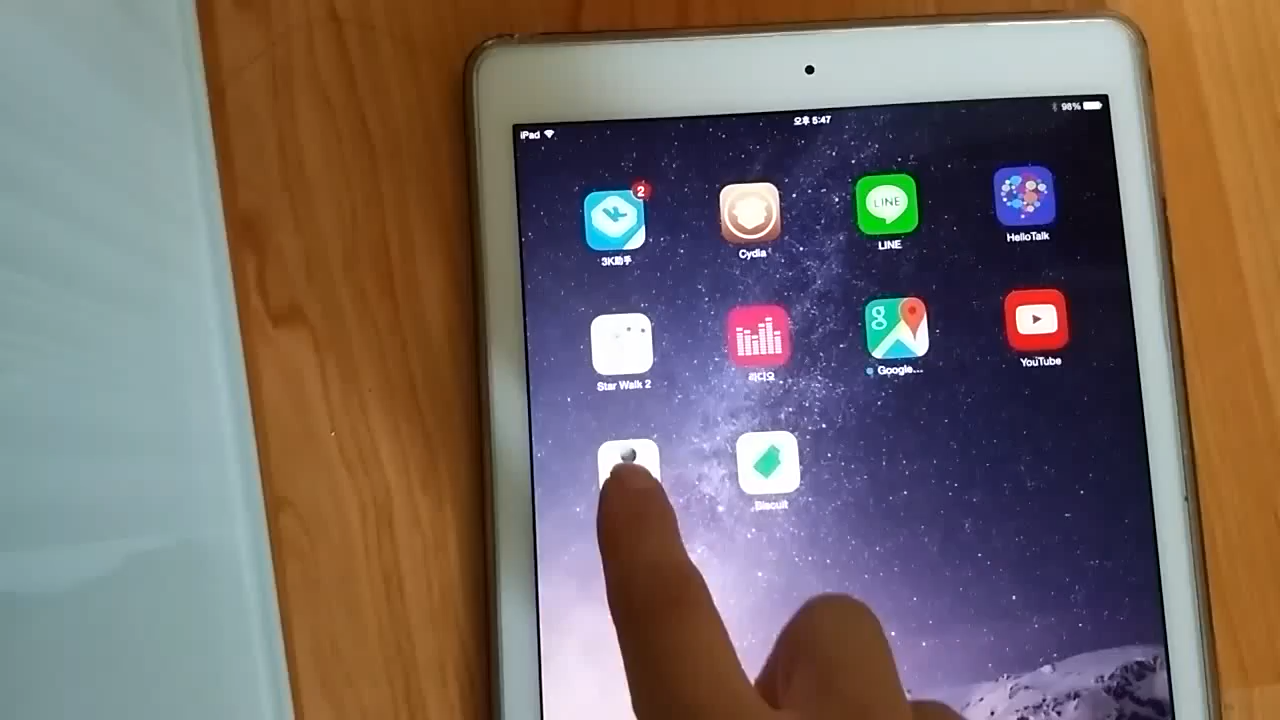 iPad
오후 5:47
98%
2
3K助手
Cydia
LINE
LINE
HelloTalk
Star Walk 2
라디오
g
Google...
YouTube
Biscuit